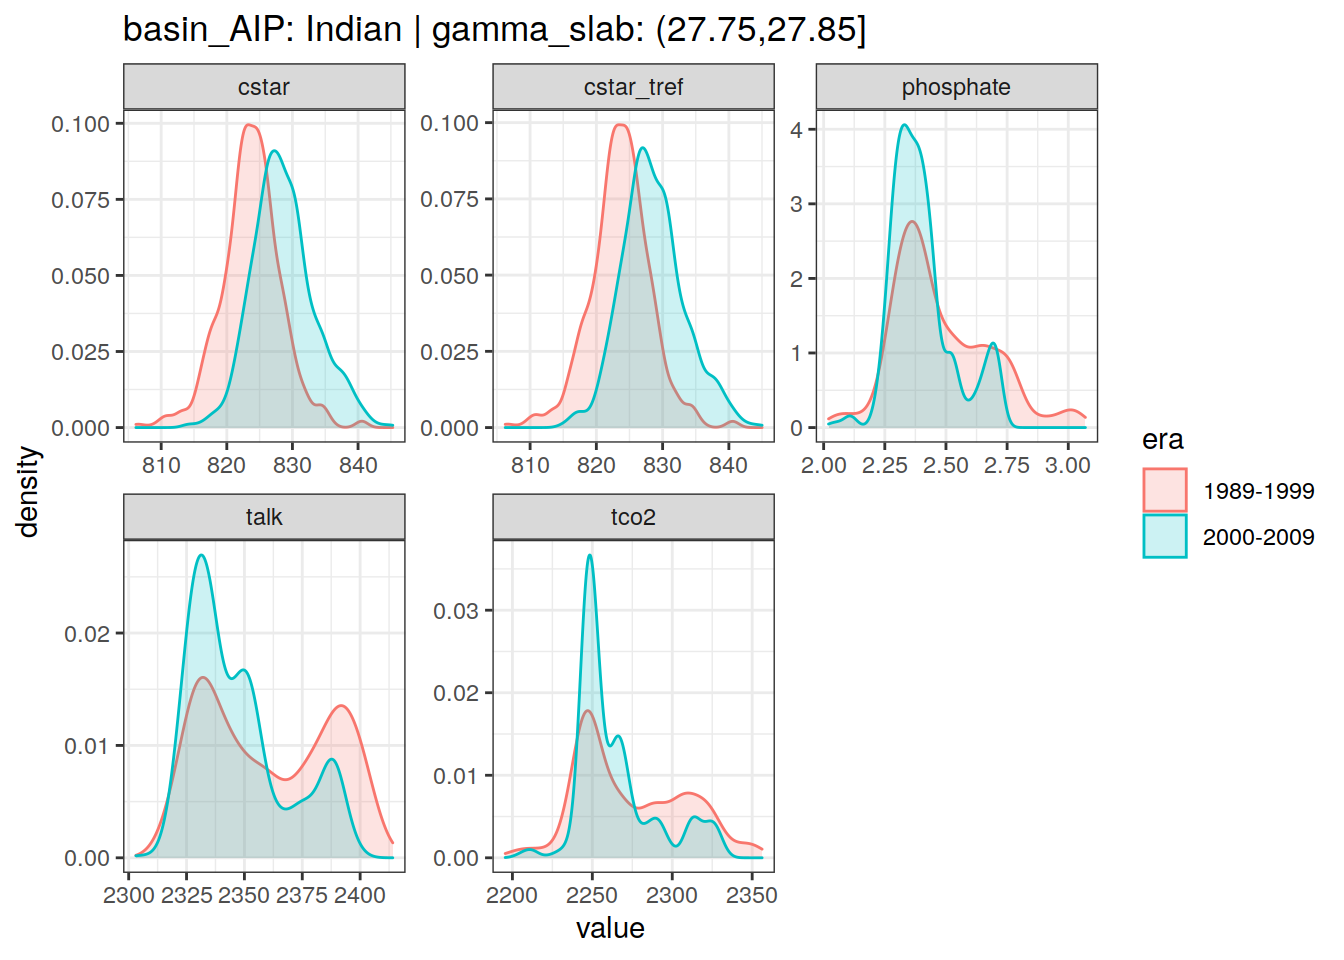 basin_AIP: Indian | gamma_slab: (27.75,27.85]
cstar
cstar_tref
phosphate
0.100
0.075
0.050
0.025
0.000
810 820 830 840
0.100
0.075
0.050
0.025
0.000
810 820 830 840
4
3
2
1
0
2.00 2.25 2.50 2.75 3.00
density
talk
tco2
0.02
0.01
0.00
2300 2325 2350 2375 2400
0.03
0.02
0.01
0.00
2200 2250 2300 2350
value
era
1989-1999
2000-2009